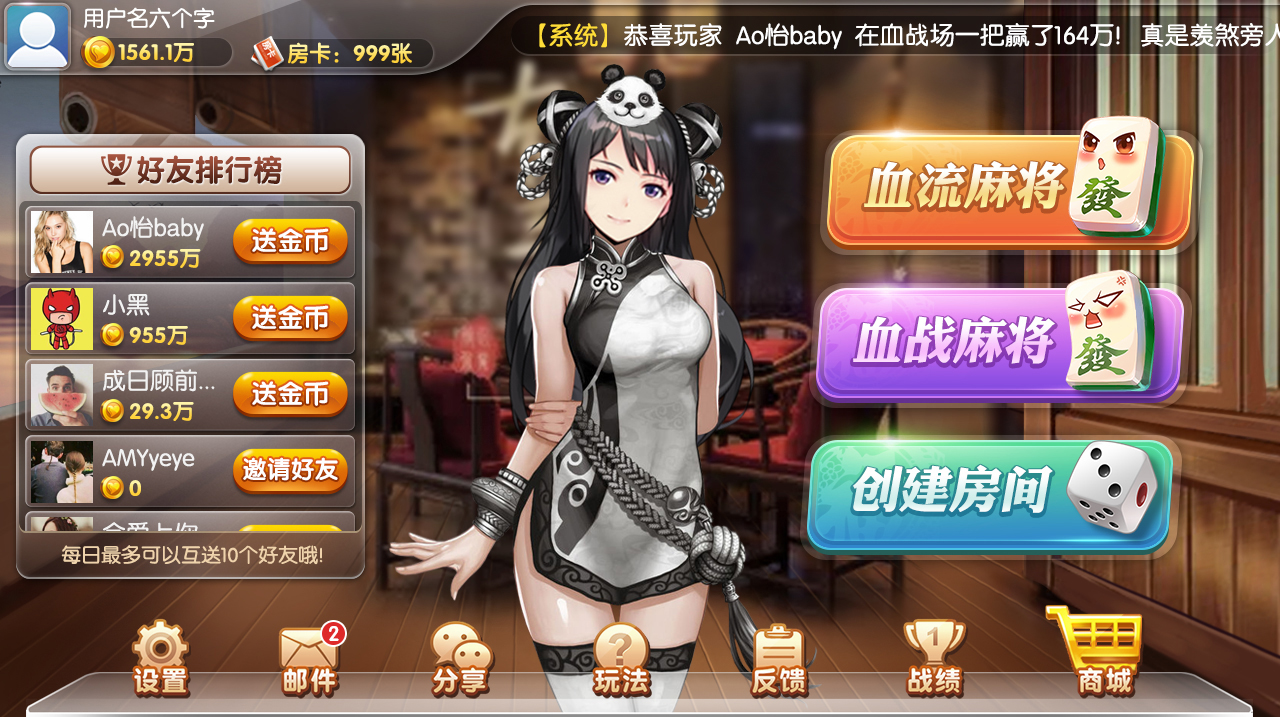 用户名六个字
1561.1万
房卡：999张
【系统】恭喜玩家 Ao怡baby 在血战场一把赢了164万! 真是羡煞旁人
好友排行榜
Ao怡baby
2955万
送金币
小黑
955万
送金币
成日顾前...
29.3万
送金币
AMYyeye
0
邀请好友
每日最多可以互送10个好友哦!
血流麻将
發
血战麻将
發
创建房间
设置
2
邮件
分享
?
玩法
反馈
1
战绩
商城